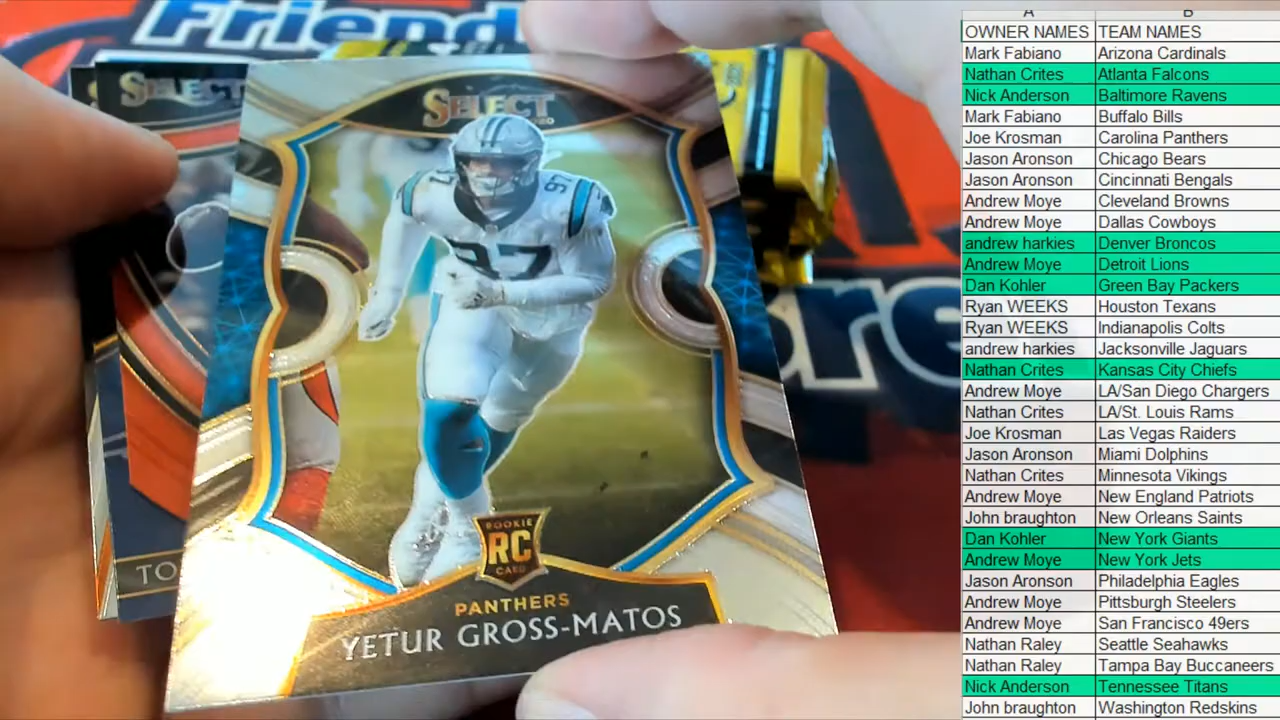 Friend
SELECT
SELECT
97
97
ROOKIE
RC
CARD
PANTHERS
YETUR GROSS-MATOS
TO
re
A B
OWNER NAMES TEAM NAMES
Mark Fabiano Arizona Cardinals
Nathan Crites Atlanta Falcons
Nick Anderson Baltimore Ravens
Mark Fabiano Buffalo Bills
Joe Krosman Carolina Panthers
Jason Aronson Chicago Bears
Jason Aronson Cincinnati Bengals
Andrew Moye Cleveland Browns
Andrew Moye Dallas Cowboys
andrew harkies Denver Broncos
Andrew Moye Detroit Lions
Dan Kohler Green Bay Packers
Ryan WEEKS Houston Texans
Ryan WEEKS Indianapolis Colts
andrew harkies Jacksonville Jaguars
Nathan Crites Kansas City Chiefs
Andrew Moye LA/San Diego Chargers
Nathan Crites LA/St. Louis Rams
Joe Krosman Las Vegas Raiders
Jason Aronson Miami Dolphins
Nathan Crites Minnesota Vikings
Andrew Moye New England Patriots
John braughton New Orleans Saints
Dan Kohler New York Giants
Andrew Moye New York Jets
Jason Aronson Philadelphia Eagles
Andrew Moye Pittsburgh Steelers
Andrew Moye San Francisco 49ers
Nathan Raley Seattle Seahawks
Nathan Raley Tampa Bay Buccaneers
Nick Anderson Tennessee Titans
John braughton Washington Redskins